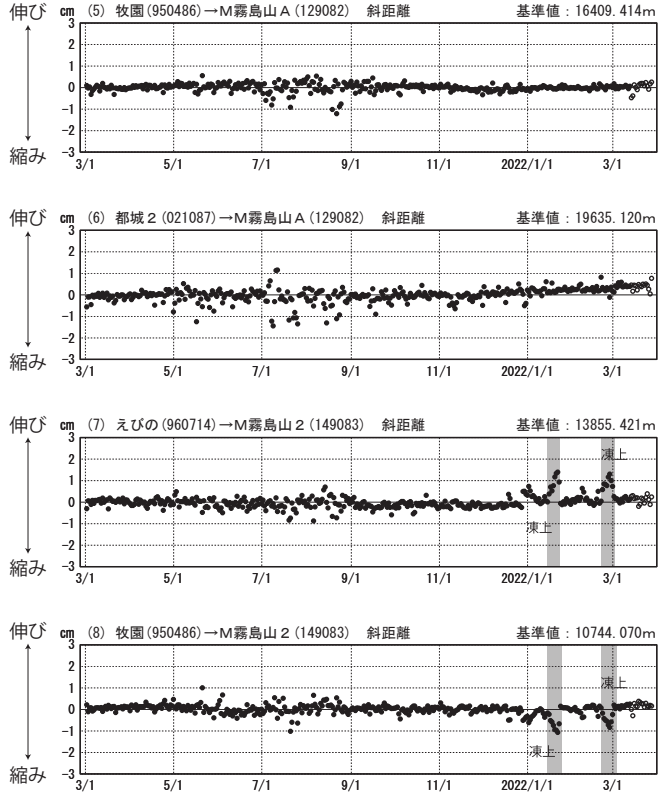 伸び cm (5) 牧園(950486)→M霧島山A(129082) 斜距離 基準値:16409.414m
3
2
1
0
-1
-2
-3
縮み
3/1 5/1 7/1 9/1 11/1 2022/1/1 3/1
伸び cm (6) 都城2(021087)→M霧島山A(129082) 斜距離 基準値:19635.120m
3
2
1
0
-1
-2
-3
縮み
3/1 5/1 7/1 9/1 11/1 2022/1/1 3/1
伸び cm (7) えびの(960714)→M霧島山2(149083) 斜距離 基準値:13855.421m
3
凍上
2
1
0
-1
凍上
-2
-3
縮み
3/1 5/1 7/1 9/1 11/1 2022/1/1 3/1
伸び cm (8) 牧園(950486)→M霧島山2(149083) 斜距離 基準値:10744.070m
3
2
凍上
1
0
-1
-2
凍上
-3
縮み
3/1 5/1 7/1 9/1 11/1 2022/1/1 3/1